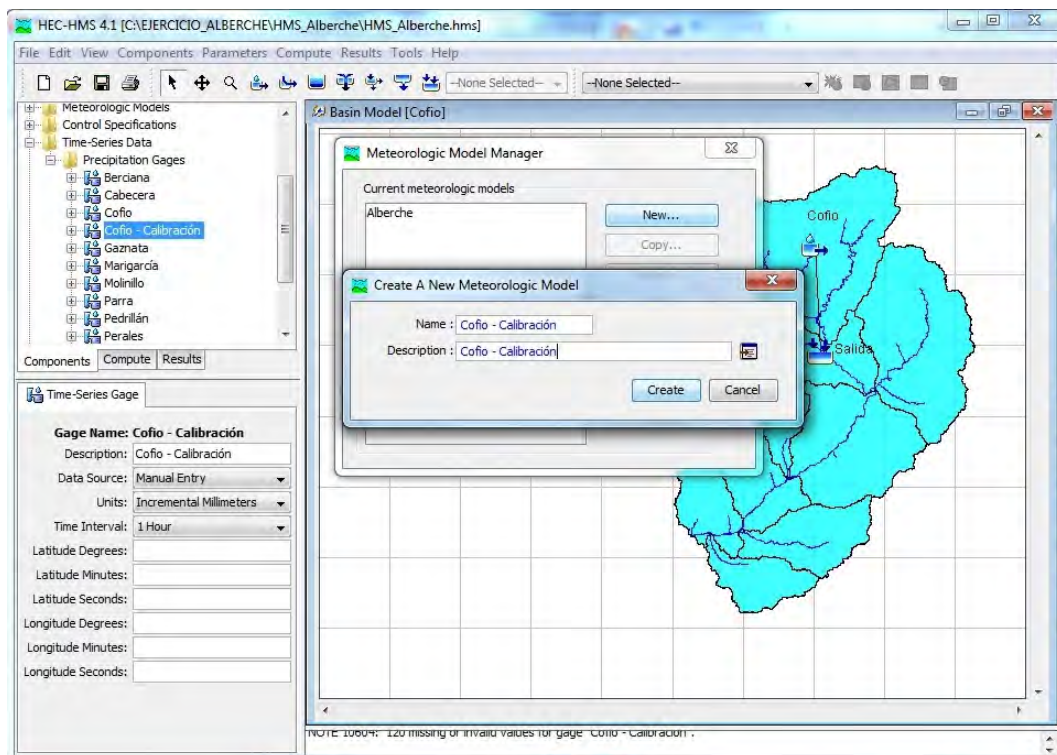 HEC-HMS 4.1 [C:\EJERCICIO_ALBERCHE\HMS_Alberche\HMS_Alberche.hms]
File Edit View Components Parameters Compute Results Tools Help
--None Selected-- --None Selected--
Meteorologic Models
Control Specifications
Time-Series Data
Precipitation Gages
Berciana
Cabecera
Cofio
Cofio - Calibración
Gaznata
Marigarcía
Molinillo
Parra
Pedrillán
Perales
Components Compute Results
Time-Series Gage
Gage Name: Cofio - Calibración
Description: Cofio - Calibración
Data Source: Manual Entry
Units: Incremental Millimeters
Time Interval: 1 Hour
Latitude Degrees:
Latitude Minutes:
Latitude Seconds:
Longitude Degrees:
Longitude Minutes:
Longitude Seconds:
Basin Model [Cofio]
Meteorologic Model Manager
Current meteorologic models
Alberche
New...
Copy...
Create A New Meteorologic Model
Name : Cofio - Calibración
Description : Cofio - Calibración
Create Cancel
Cofio
Salida
NOTE 10604: 120 missing or invalid values for gage "Cofio - Calibración".